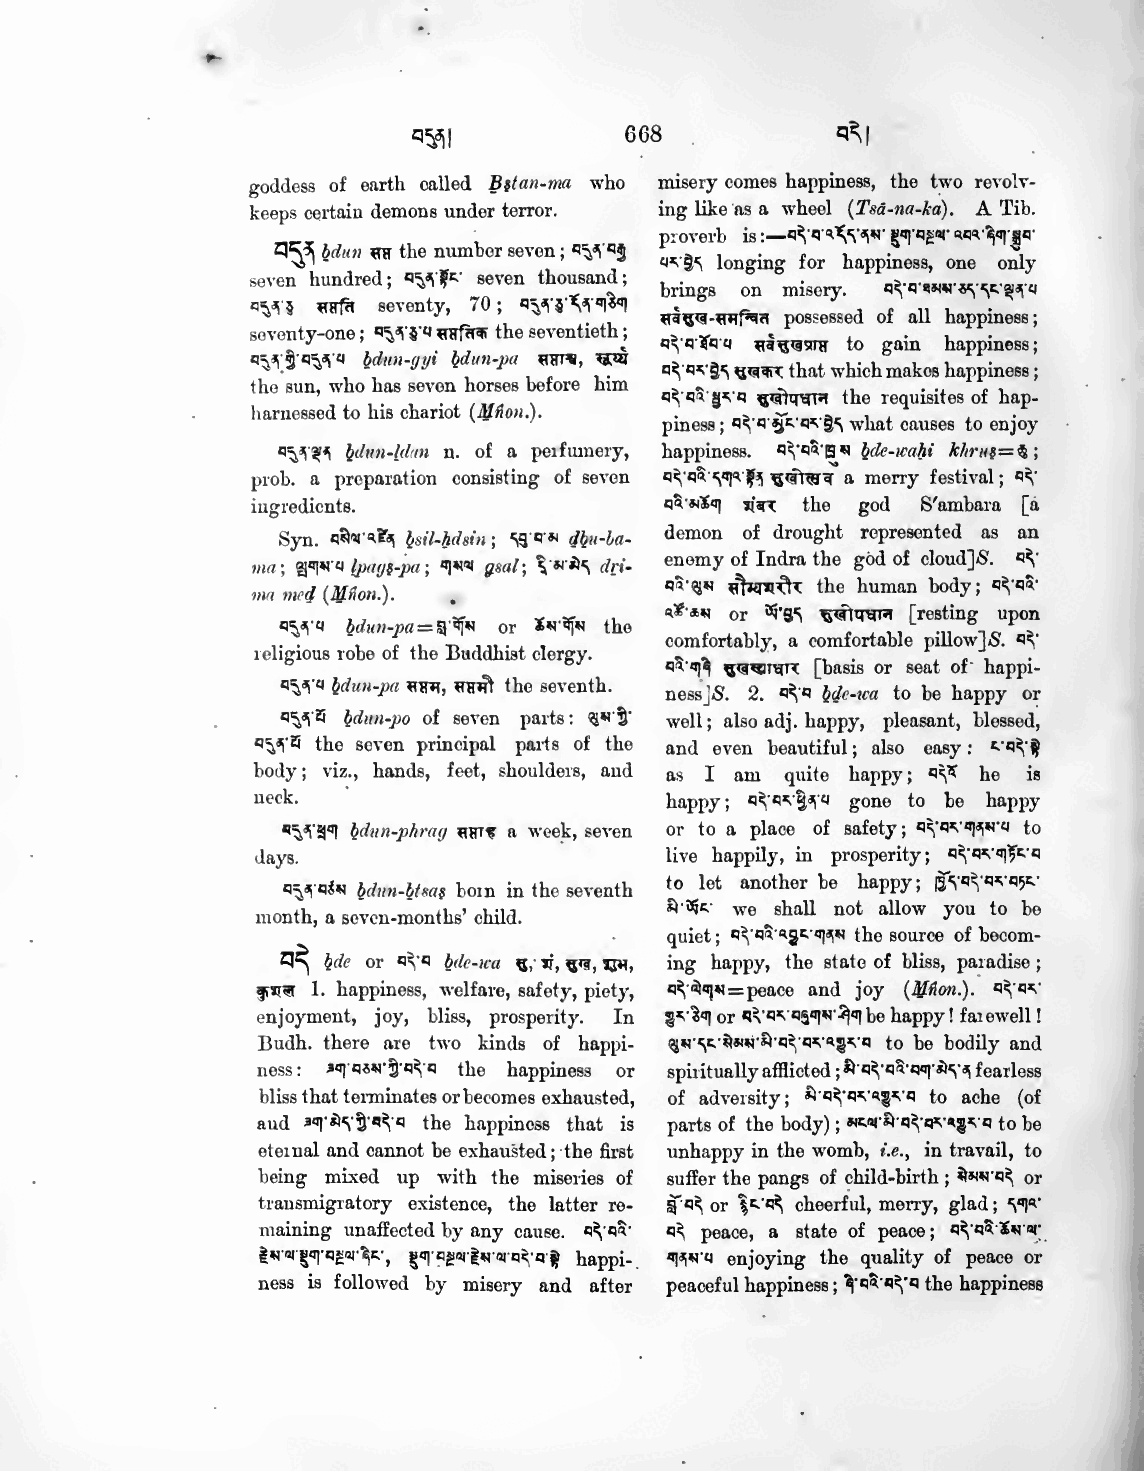 བདུན། 668 བདེ།
goddess of earth called Bstan-ma who
keeps certain demons under terror.
བདུན bdun सप्त the number seven; བདུན་བརྒྱ
seven hundred; བདུན་སྟོང་ seven thousand;
བདུན་ཅུ सप्तति seventy, 70; བདུན་ཅུ་དོན་གཅིག
seventy-one; བདུན་ཅུ་པ सप्ततिक the seventieth;
བདུན་གྱི་བདུན་པ bdun-gyi bdun-pa सप्ताश्व, सूर्य्य
the sun, who has seven horses before him
harnessed to his chariot (Mñon.).
བདུན་ལྡན bdun-ldan n. of a perfumery,
prob. a preparation consisting of seven
ingredients.
Syn. བསིལ་འཛིན bsil-hdsin; དབུ་བ་མ dbu-ba-
ma; ལྤགས་པ lpags-pa; གསལ gsal; དྲི་མ་མེད dri-
ma med (Mñon.).
བདུན་པ bdun-pa=བླ་གོས or ཆོས་གོས the
religious robe of the Buddhist clergy.
བདུན་པ bdun-pa सप्तम, सप्तमी the seventh.
བདུན་པོ bdun-po of seven parts: ལུས་ཀྱི་
བདུན་པོ the seven principal parts of the
body; viz., hands, feet, shoulders, and
neck.
བདུན་ཕྲག bdun-phrag सप्ताह a week, seven
days.
བདུན་བཙས bdun-btsas born in the seventh
month, a seven-months' child.
བདེ bde or བདེ་བ bde-wa सु, शं, सुख, शुभ,
कुशल 1. happiness, welfare, safety, piety,
enjoyment, joy, bliss, prosperity. In
Budh. there are two kinds of happi-
ness: ཟག་བཅས་ཀྱི་བདེ་བ the happiness or
bliss that terminates or becomes exhausted,
and ཟག་མེད་ཀྱི་བདེ་བ the happiness that is
eternal and cannot be exhausted; the first
being mixed up with the miseries of
transmigratory existence, the latter re-
maining unaffected by any cause. བདེ་བའི་
རྗེས་ལ་སྡུག་བསྔལ་ཞིང་, སྡུག་བསྔལ་རྗེས་ལ་བདེ་བ་སྟེ happi-
ness is followed by misery and after
misery comes happiness, the two revolv-
ing like as a wheel (Tsâ-na-ka). A Tib.
proverb is:—བདེ་བ་འདོད་ནས་སྡུག་བསྔལ་འབའ་ཞིག་སྒྲུབ་
པར་བྱེད longing for happiness, one only
brings on misery. བདེ་བ་ཐམས་ཅད་དང་ལྡན་པ
सर्वसुख-समन्वित possessed of all happiness;
བདེ་བ་ཐོབ་པ सर्वसुखप्राप्त to gain happiness;
བདེ་བར་བྱེད सुखकर that which makes happiness;
བདེ་བའི་སྦྱར་བ सुखोपधान the requisites of hap-
piness; བདེ་བ་མྱོང་བར་བྱེད what causes to enjoy
happiness. བདེ་བའི་ཁྲུས bde-waḥi khrus=ཆུ;
བདེ་བའི་དགའ་སྟོན सुखोत्सव a merry festival; བདེ་
བའི་མཆོག शंबर the god S'ambara [a
demon of drought represented as an
enemy of Indra the god of cloud]S. བདེ་
བའི་ལུས सौम्यशरीर the human body; བདེ་བའི་
འཚོ་ཆས or ཡོ་བྱད सुखोपधान [resting upon
comfortably, a comfortable pillow]S. བདེ་
བའི་གཞི सुखस्याधार [basis or seat of happi-
ness]S. 2. བདེ་བ bde-wa to be happy or
well; also adj. happy, pleasant, blessed,
and even beautiful; also easy: ང་བདེ་སྟེ
as I am quite happy; བདེའོ he is
happy; བདེ་བར་ཕྱིན་པ gone to be happy
or to a place of safety; བདེ་བར་གནས་པ to
live happily, in prosperity; བདེ་བར་གཏོང་བ
to let another be happy; ཁྱོད་བདེ་བར་བཏང་
མི་ཡོང་ we shall not allow you to be
quiet; བདེ་བའི་འབྱུང་གནས the source of becom-
ing happy, the state of bliss, paradise;
བདེ་ལེགས=peace and joy (Mñon.). བདེ་བར་
གྱུར་ཅིག or བདེ་བར་བཞུགས་ཤིག be happy! farewell!
ལུས་དང་སེམས་མི་བདེ་བར་འགྱུར་བ to be bodily and
spiritually afflicted; མི་བདེ་བའི་བག་མེད་ན fearless
of adversity; མི་བདེ་བར་འགྱུར་བ to ache (of
parts of the body); མངལ་མི་བདེ་བར་འགྱུར་བ to be
unhappy in the womb, i.e., in travail, to
suffer the pangs of child-birth; སེམས་བདེ or
བློ་བདེ or སྙིང་བདེ cheerful, merry, glad; དགའ་
བདེ peace, a state of peace; བདེ་བའི་ཆོས་ལ་
གནས་པ enjoying the quality of peace or
peaceful happiness; ཞི་བའི་བདེ་བ the happiness